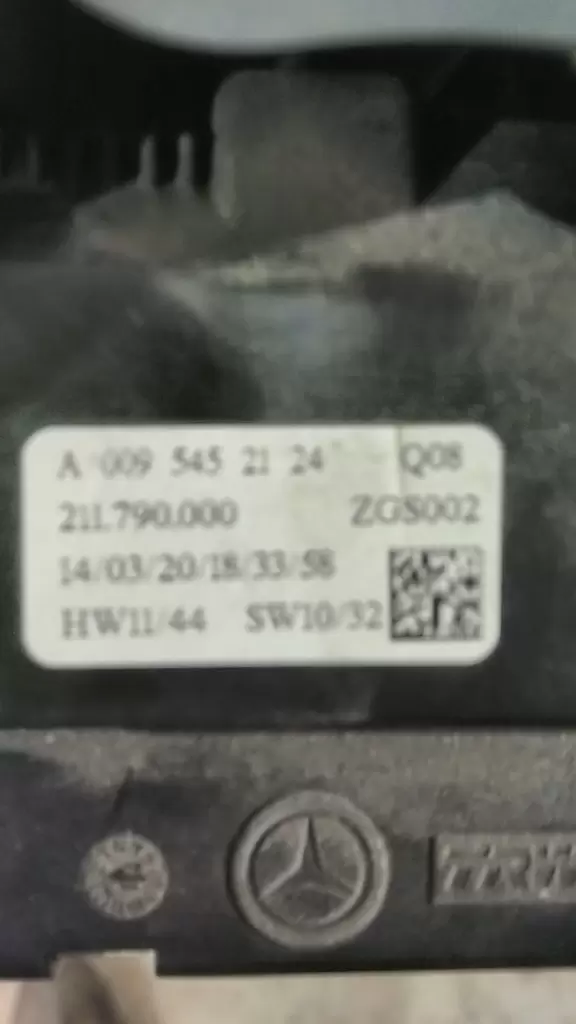 A 009 545 21 24 Q08
211.790.000 ZGS002
14/03/20/18/33/58
HW11/44 SW10/32
TRW